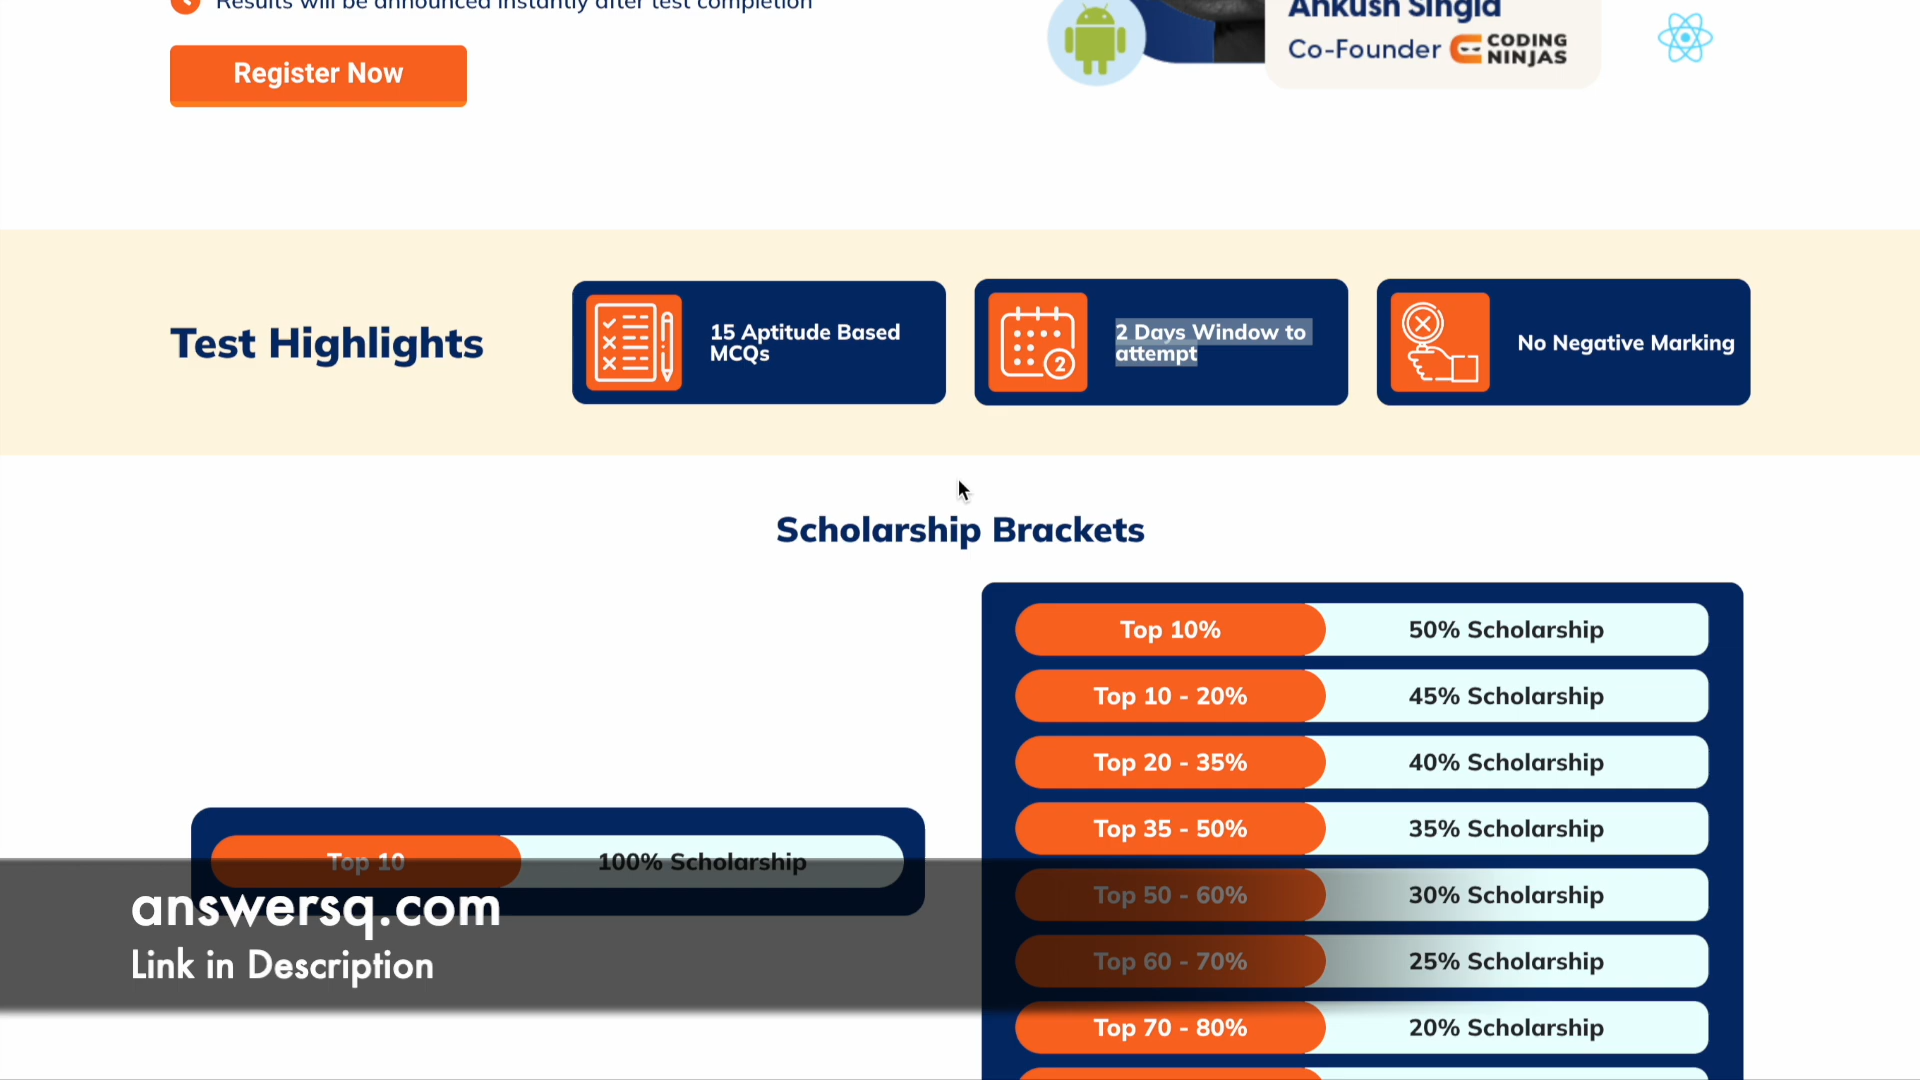 Results will be announced instantly after test completion
Register Now
Ankush Singla
Co-Founder CODING NINJAS
Test Highlights
15 Aptitude Based
MCQs
2 Days Window to
attempt
2
No Negative Marking
Scholarship Brackets
Top 10 100% Scholarship
Top 10% 50% Scholarship
Top 10 - 20% 45% Scholarship
Top 20 - 35% 40% Scholarship
Top 35 - 50% 35% Scholarship
Top 50 - 60% 30% Scholarship
Top 60 - 70% 25% Scholarship
Top 70 - 80% 20% Scholarship
answersq.com
Link in Description